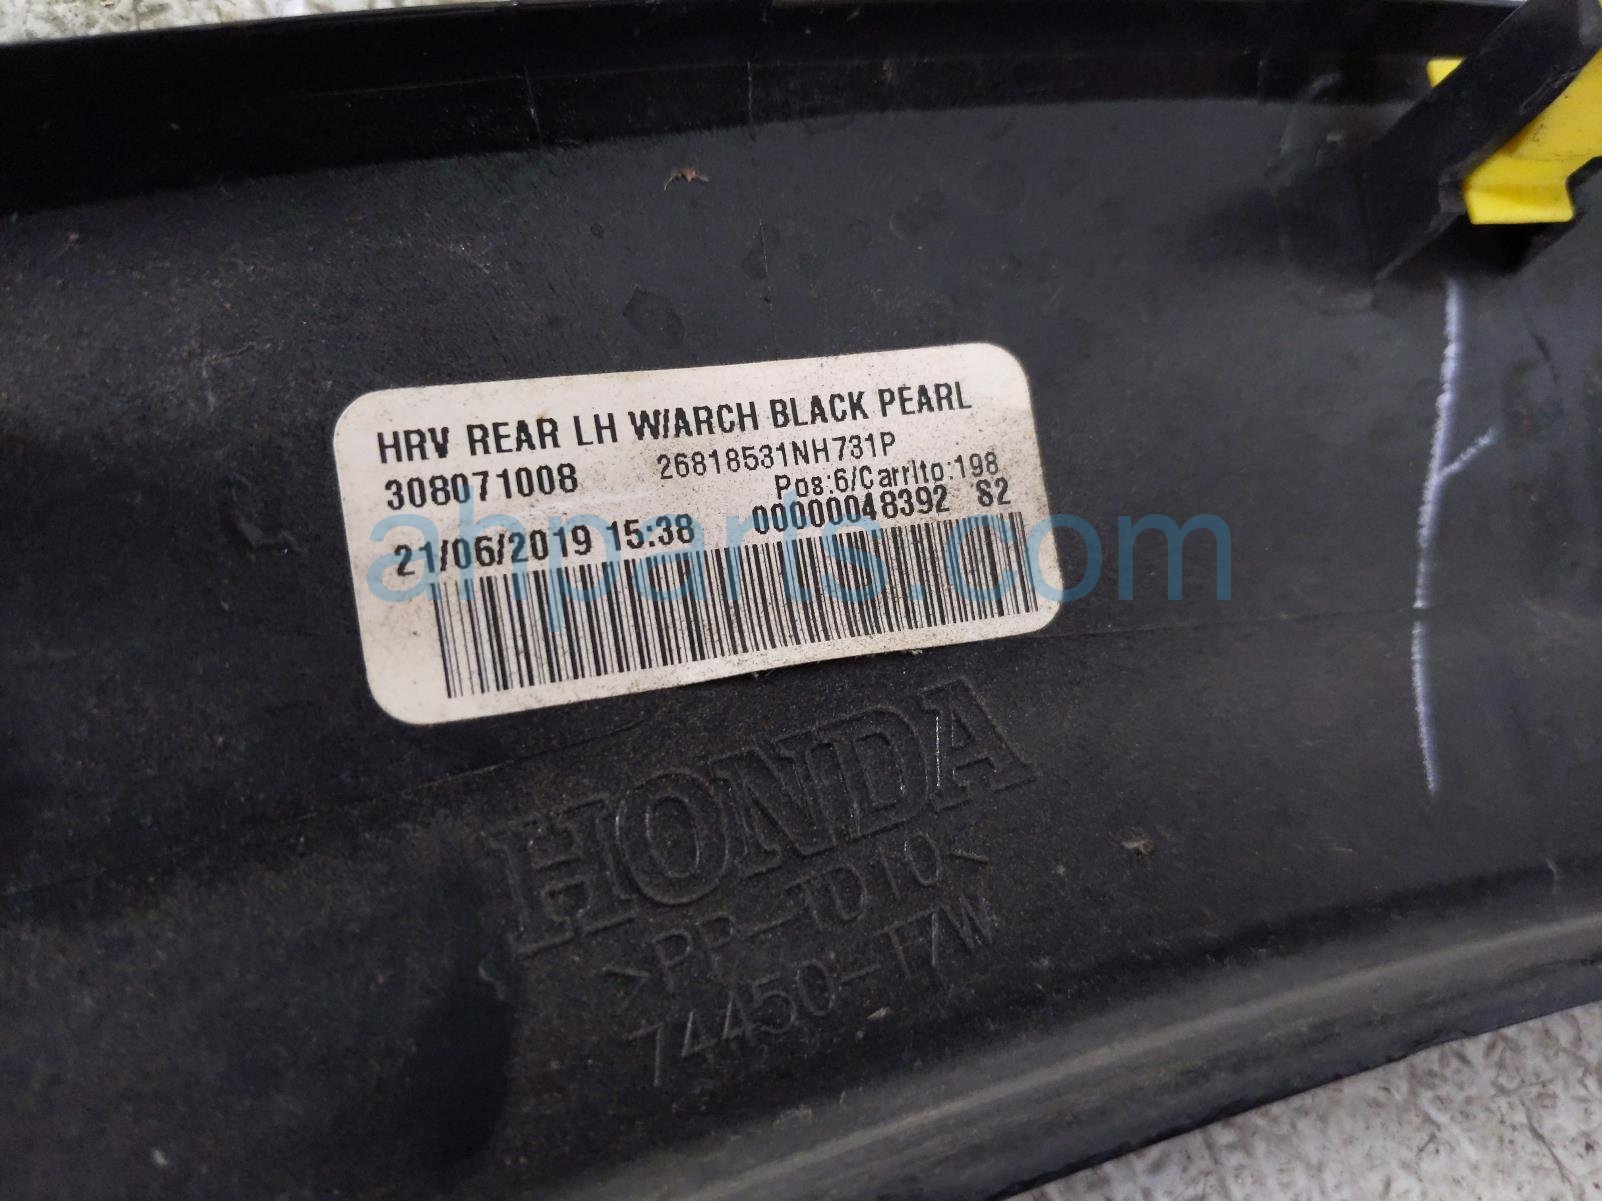 HRV REAR LH W/ARCH BLACK PEARL
308071008 26818531NH731P
Pos:6/Carrito:198
21/06/2019 15:38 00000048392 S2
ahparts.com
HONDA
>PP-TD10<
74450-T7W